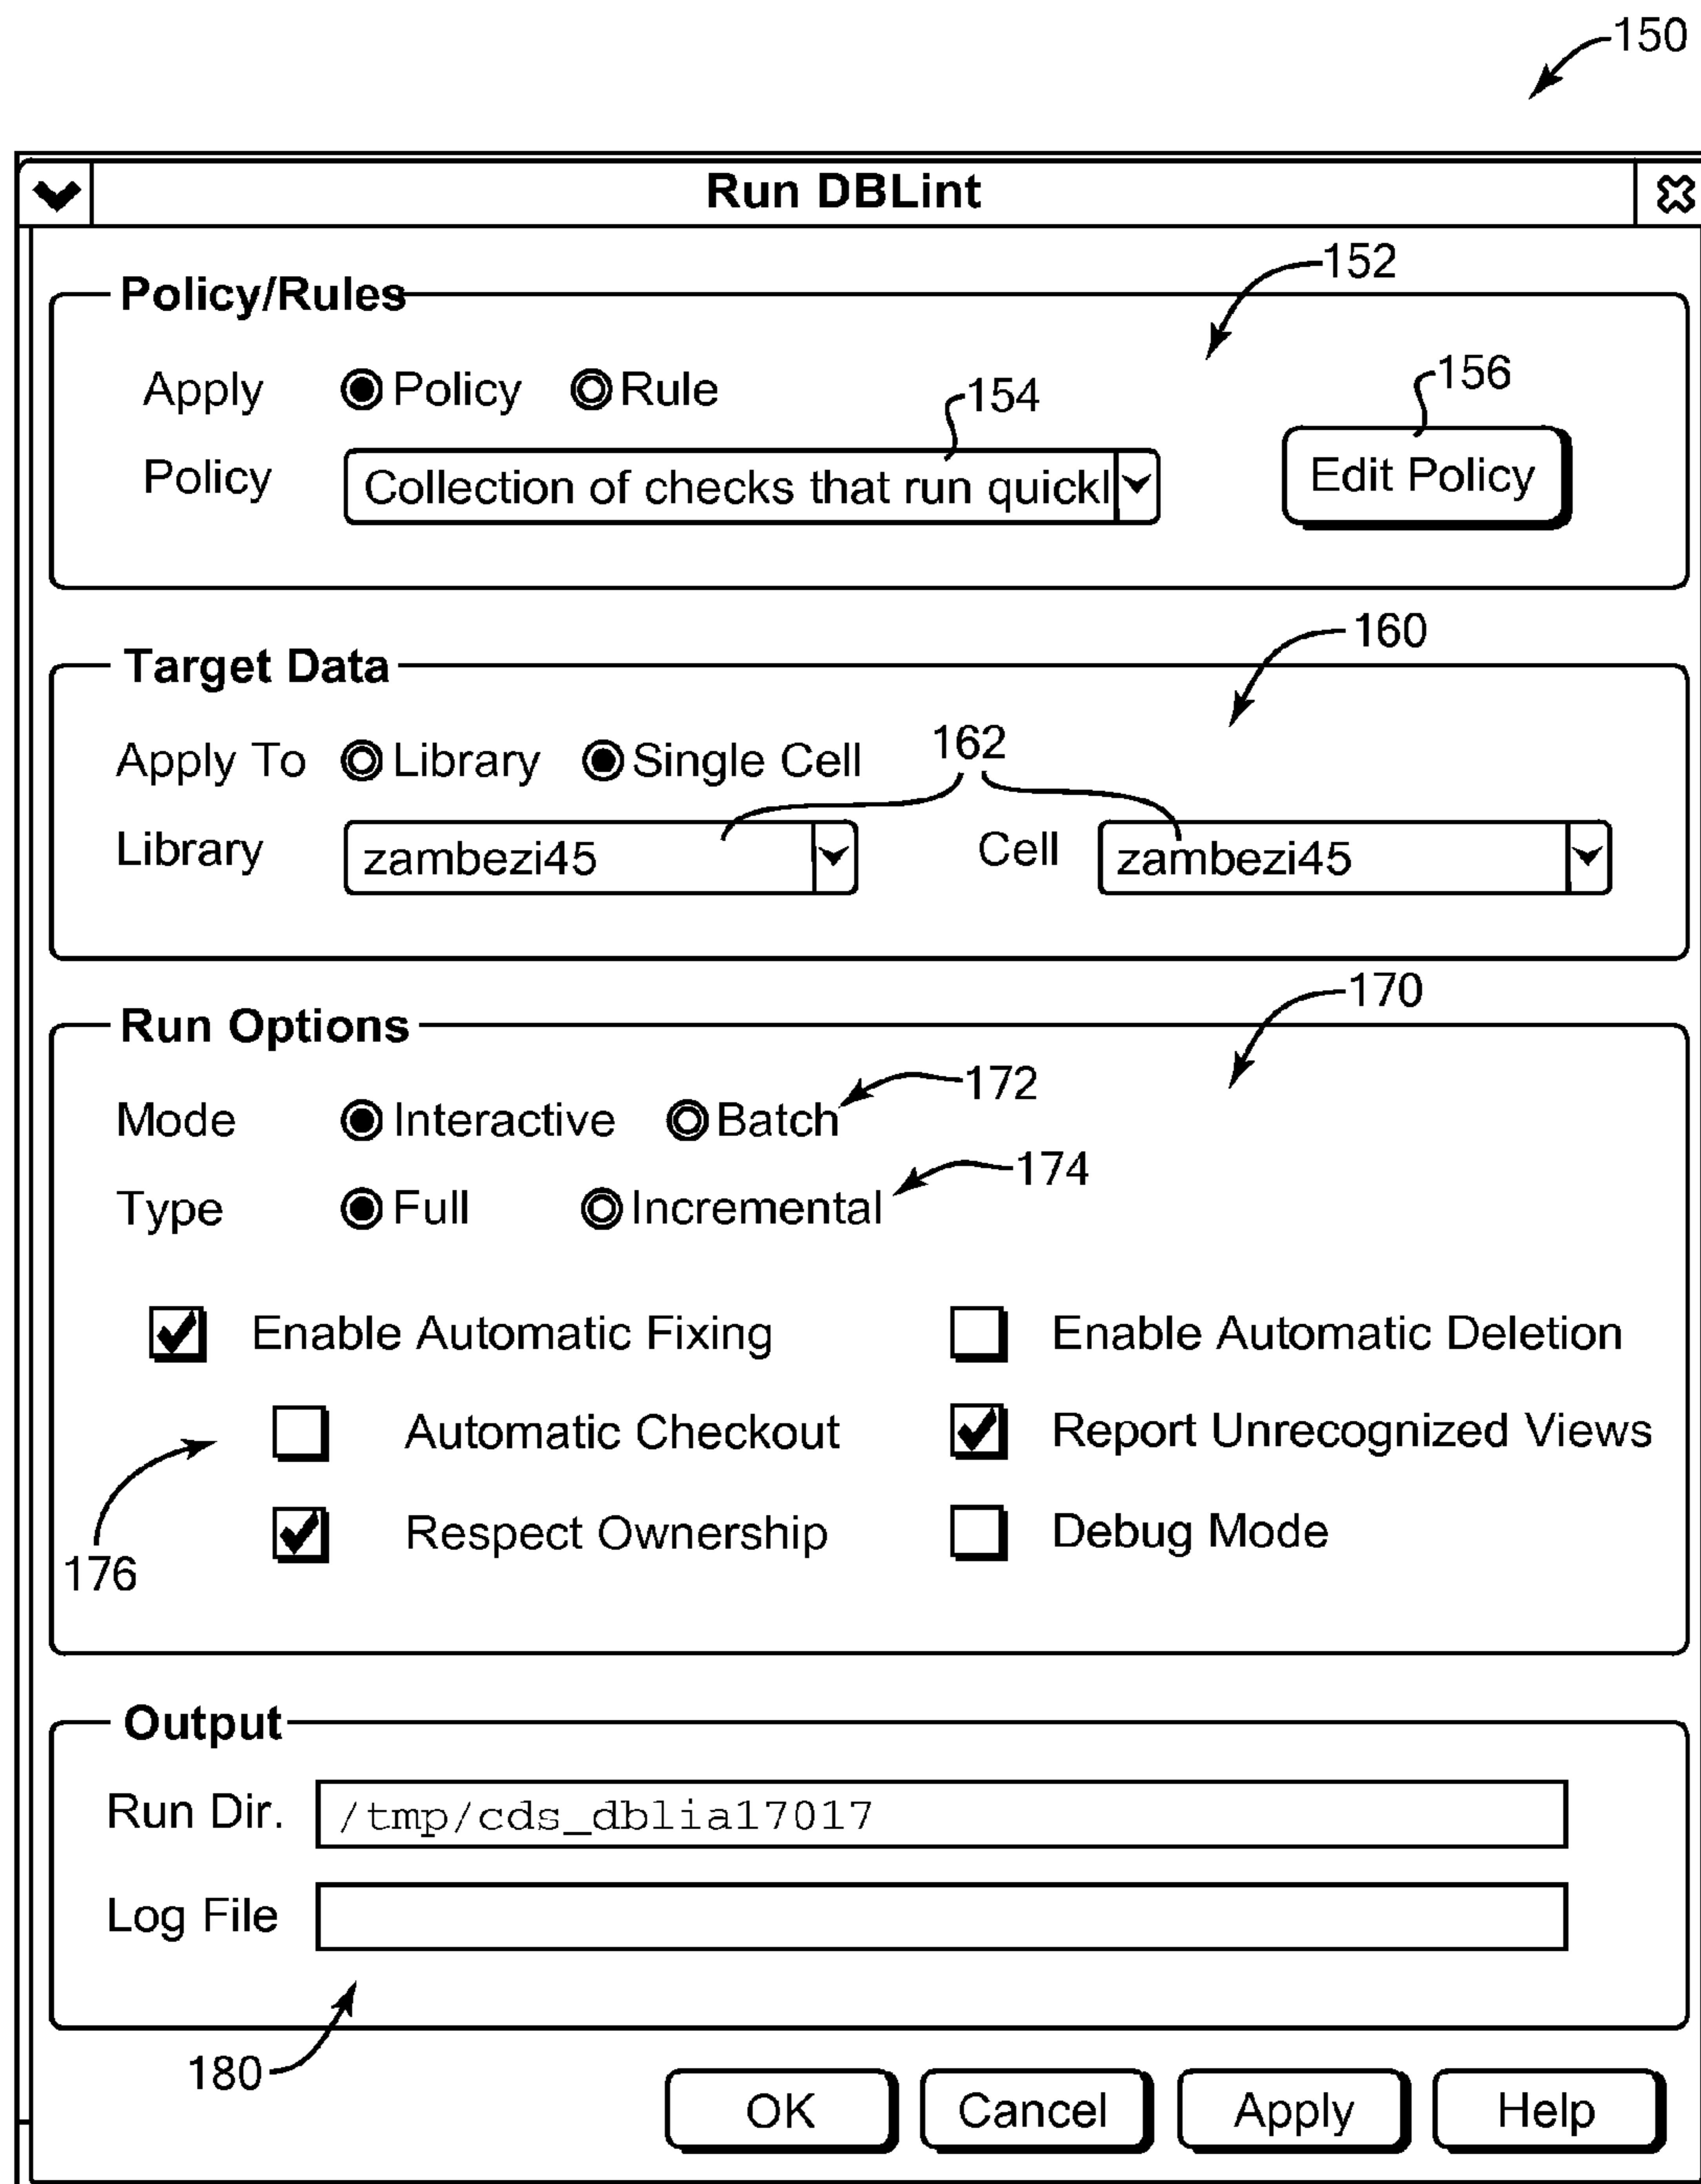 150
Run DBLint
152
Policy/Rules
Apply Policy Rule
154
156
Policy Collection of checks that run quickl Edit Policy
160
Target Data
Apply To Library Single Cell
162
Library zambezi45 Cell zambezi45
170
Run Options
Mode Interactive Batch 172
Type Full Incremental 174
Enable Automatic Fixing Enable Automatic Deletion
Automatic Checkout Report Unrecognized Views
Respect Ownership Debug Mode
176
Output
Run Dir. /tmp/cds_dblia17017
Log File
180
OK Cancel Apply Help